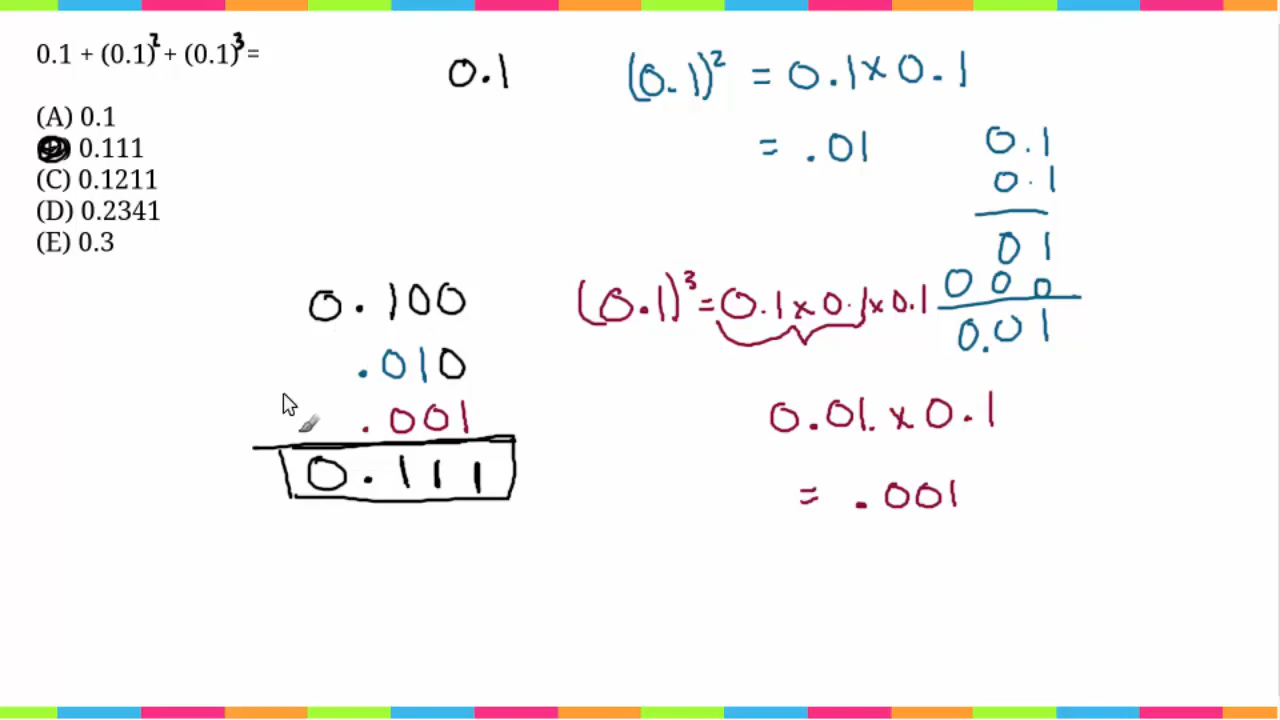 0.1 + (0.1)² + (0.1)³ =
(A) 0.1
0.111
(C) 0.1211
(D) 0.2341
(E) 0.3
0.1
(0.1)² = 0.1 x 0.1
= .01
0.1
0.1
01
000
0.01
(0.1)³ = 0.1 x 0.1 x 0.1
0.01. x 0.1
= .001
0.100
.010
.001
0.111